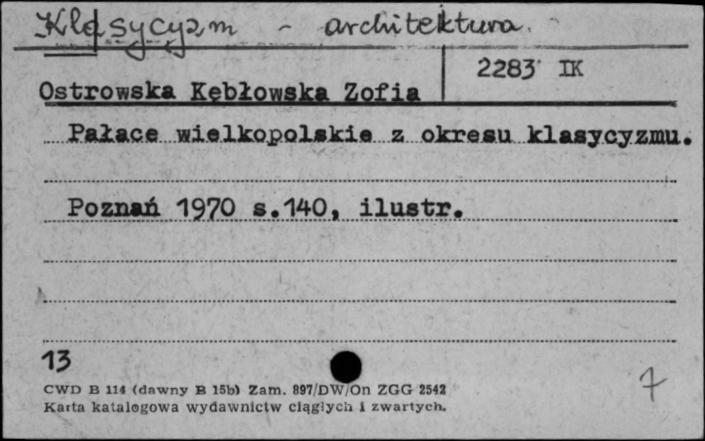 Klasycyzm - architektura.
2283 IK
Ostrowska Kębłowska Zofia
Pałace wielkopolskie z okresu klasycyzmu.
Poznań 1970 s.140, ilustr.
13
7
CWD B 114 (dawny B 15b) Zam. 897/DW/On ZGG 2542
Karta katalogowa wydawnictw ciągłych i zwartych.